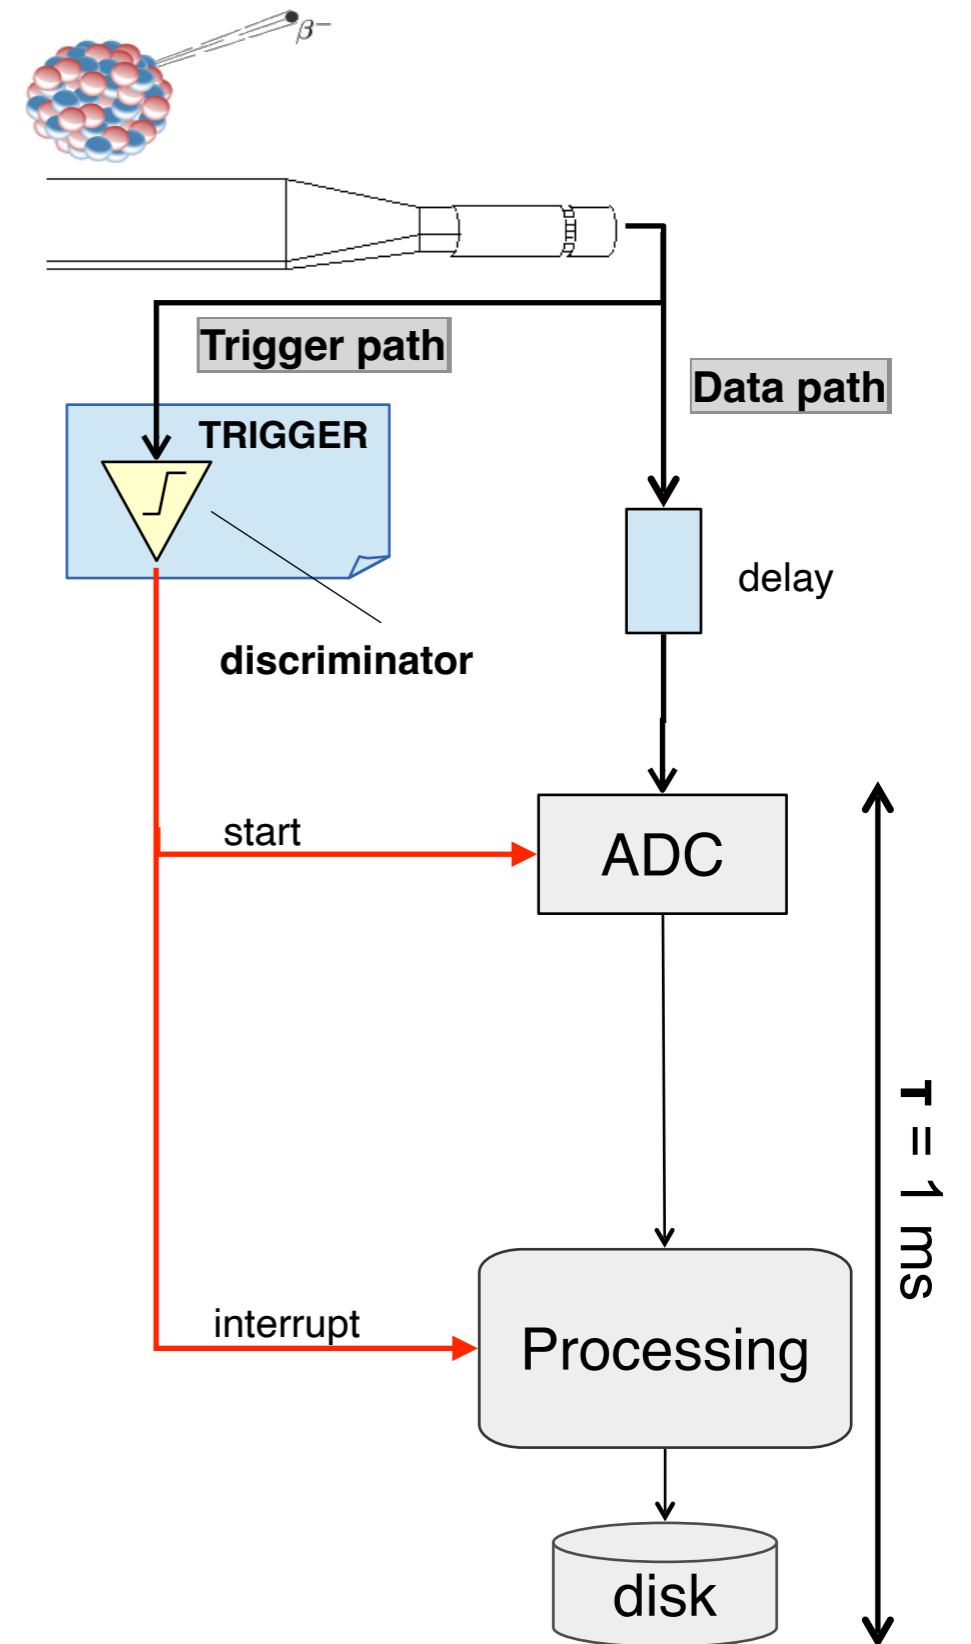 β−
Trigger path
Data path
TRIGGER
delay
discriminator
start
ADC
τ = 1 ms
interrupt
Processing
disk